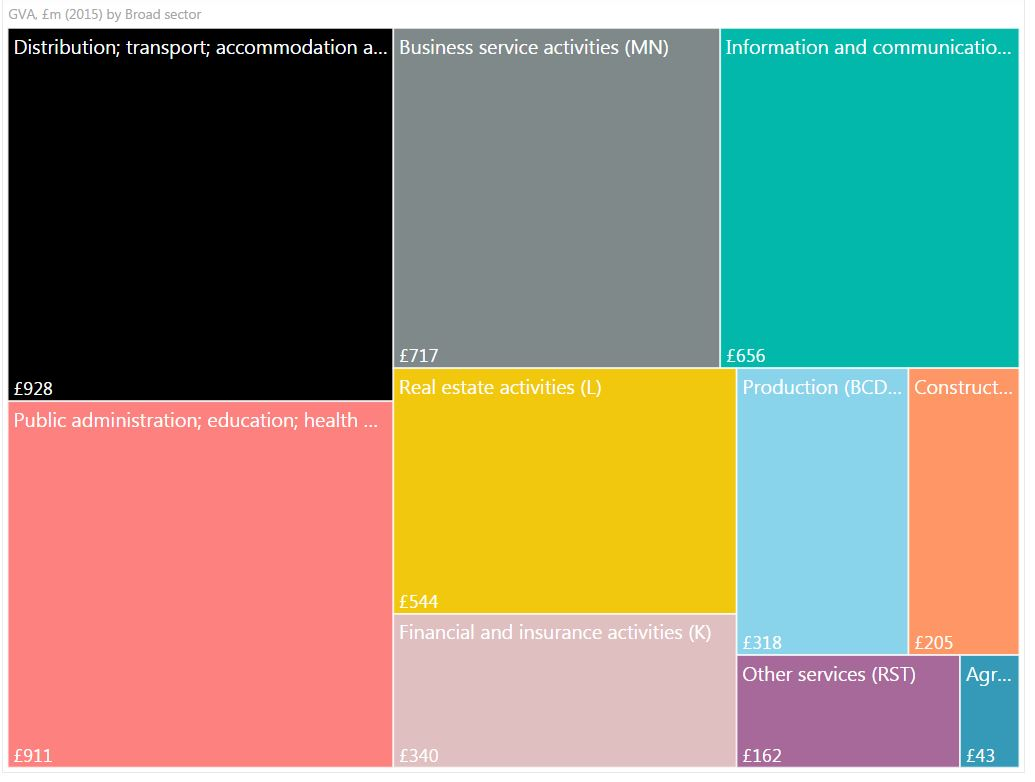 GVA, £m (2015) by Broad sector
Distribution; transport; accommodation a...
£928
Public administration; education; health ...
£911
Business service activities (MN)
£717
Information and communicatio...
£656
Real estate activities (L)
£544
Financial and insurance activities (K)
£340
Production (BCD...
£318
Construct...
£205
Other services (RST)
£162
Agr...
£43